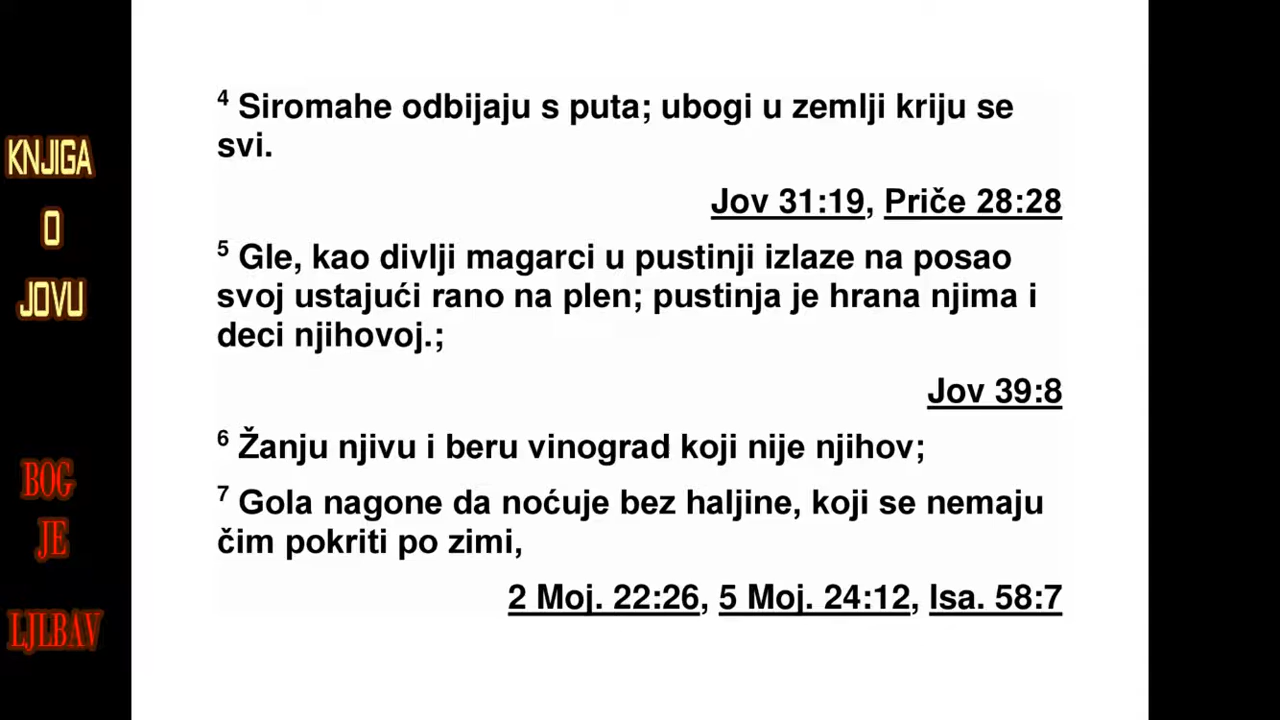 KNJIGA
O
JOVU
BOG
JE
LJUBAV
4 Siromahe odbijaju s puta; ubogi u zemlji kriju se
svi.
Jov 31:19, Priče 28:28
5 Gle, kao divlji magarci u pustinji izlaze na posao
svoj ustajući rano na plen; pustinja je hrana njima i
deci njihovoj.;
Jov 39:8
6 Žanju njivu i beru vinograd koji nije njihov;
7 Gola nagone da noćuje bez haljine, koji se nemaju
čim pokriti po zimi,
2 Moj. 22:26, 5 Moj. 24:12, Isa. 58:7